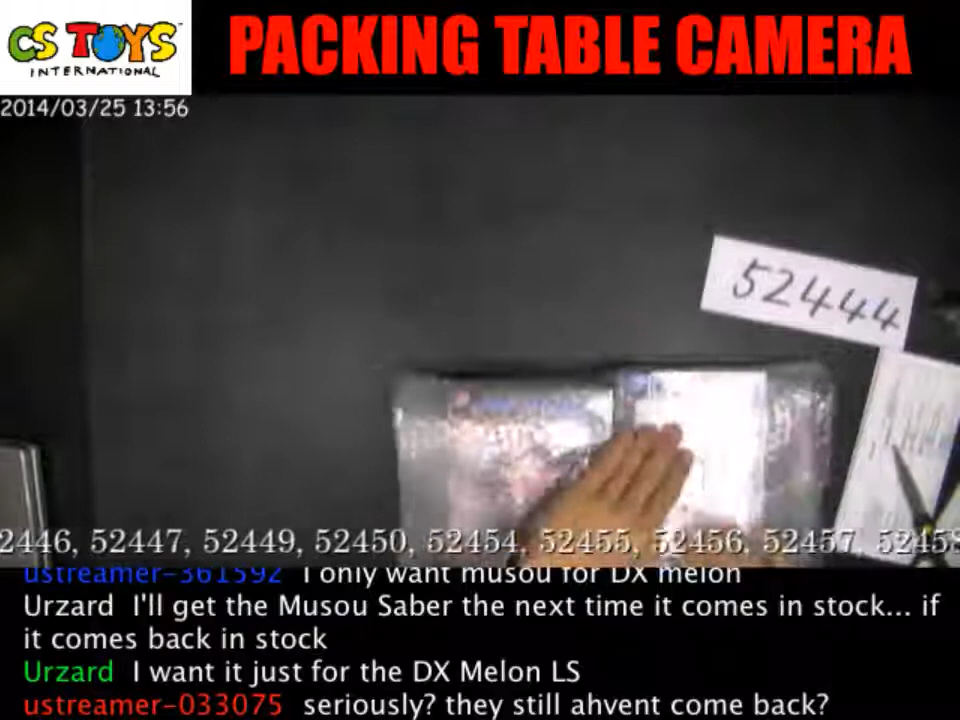 CS TOYS
INTERNATIONAL
PACKING TABLE CAMERA
2014/03/25 13:56
52444
2446, 52447, 52449, 52450, 52454, 52455, 52456, 52457, 52458
ustreamer-361592 I only want musou for DX melon
Urzard I'll get the Musou Saber the next time it comes in stock... if
it comes back in stock
Urzard I want it just for the DX Melon LS
ustreamer-033075 seriously? they still ahvent come back?